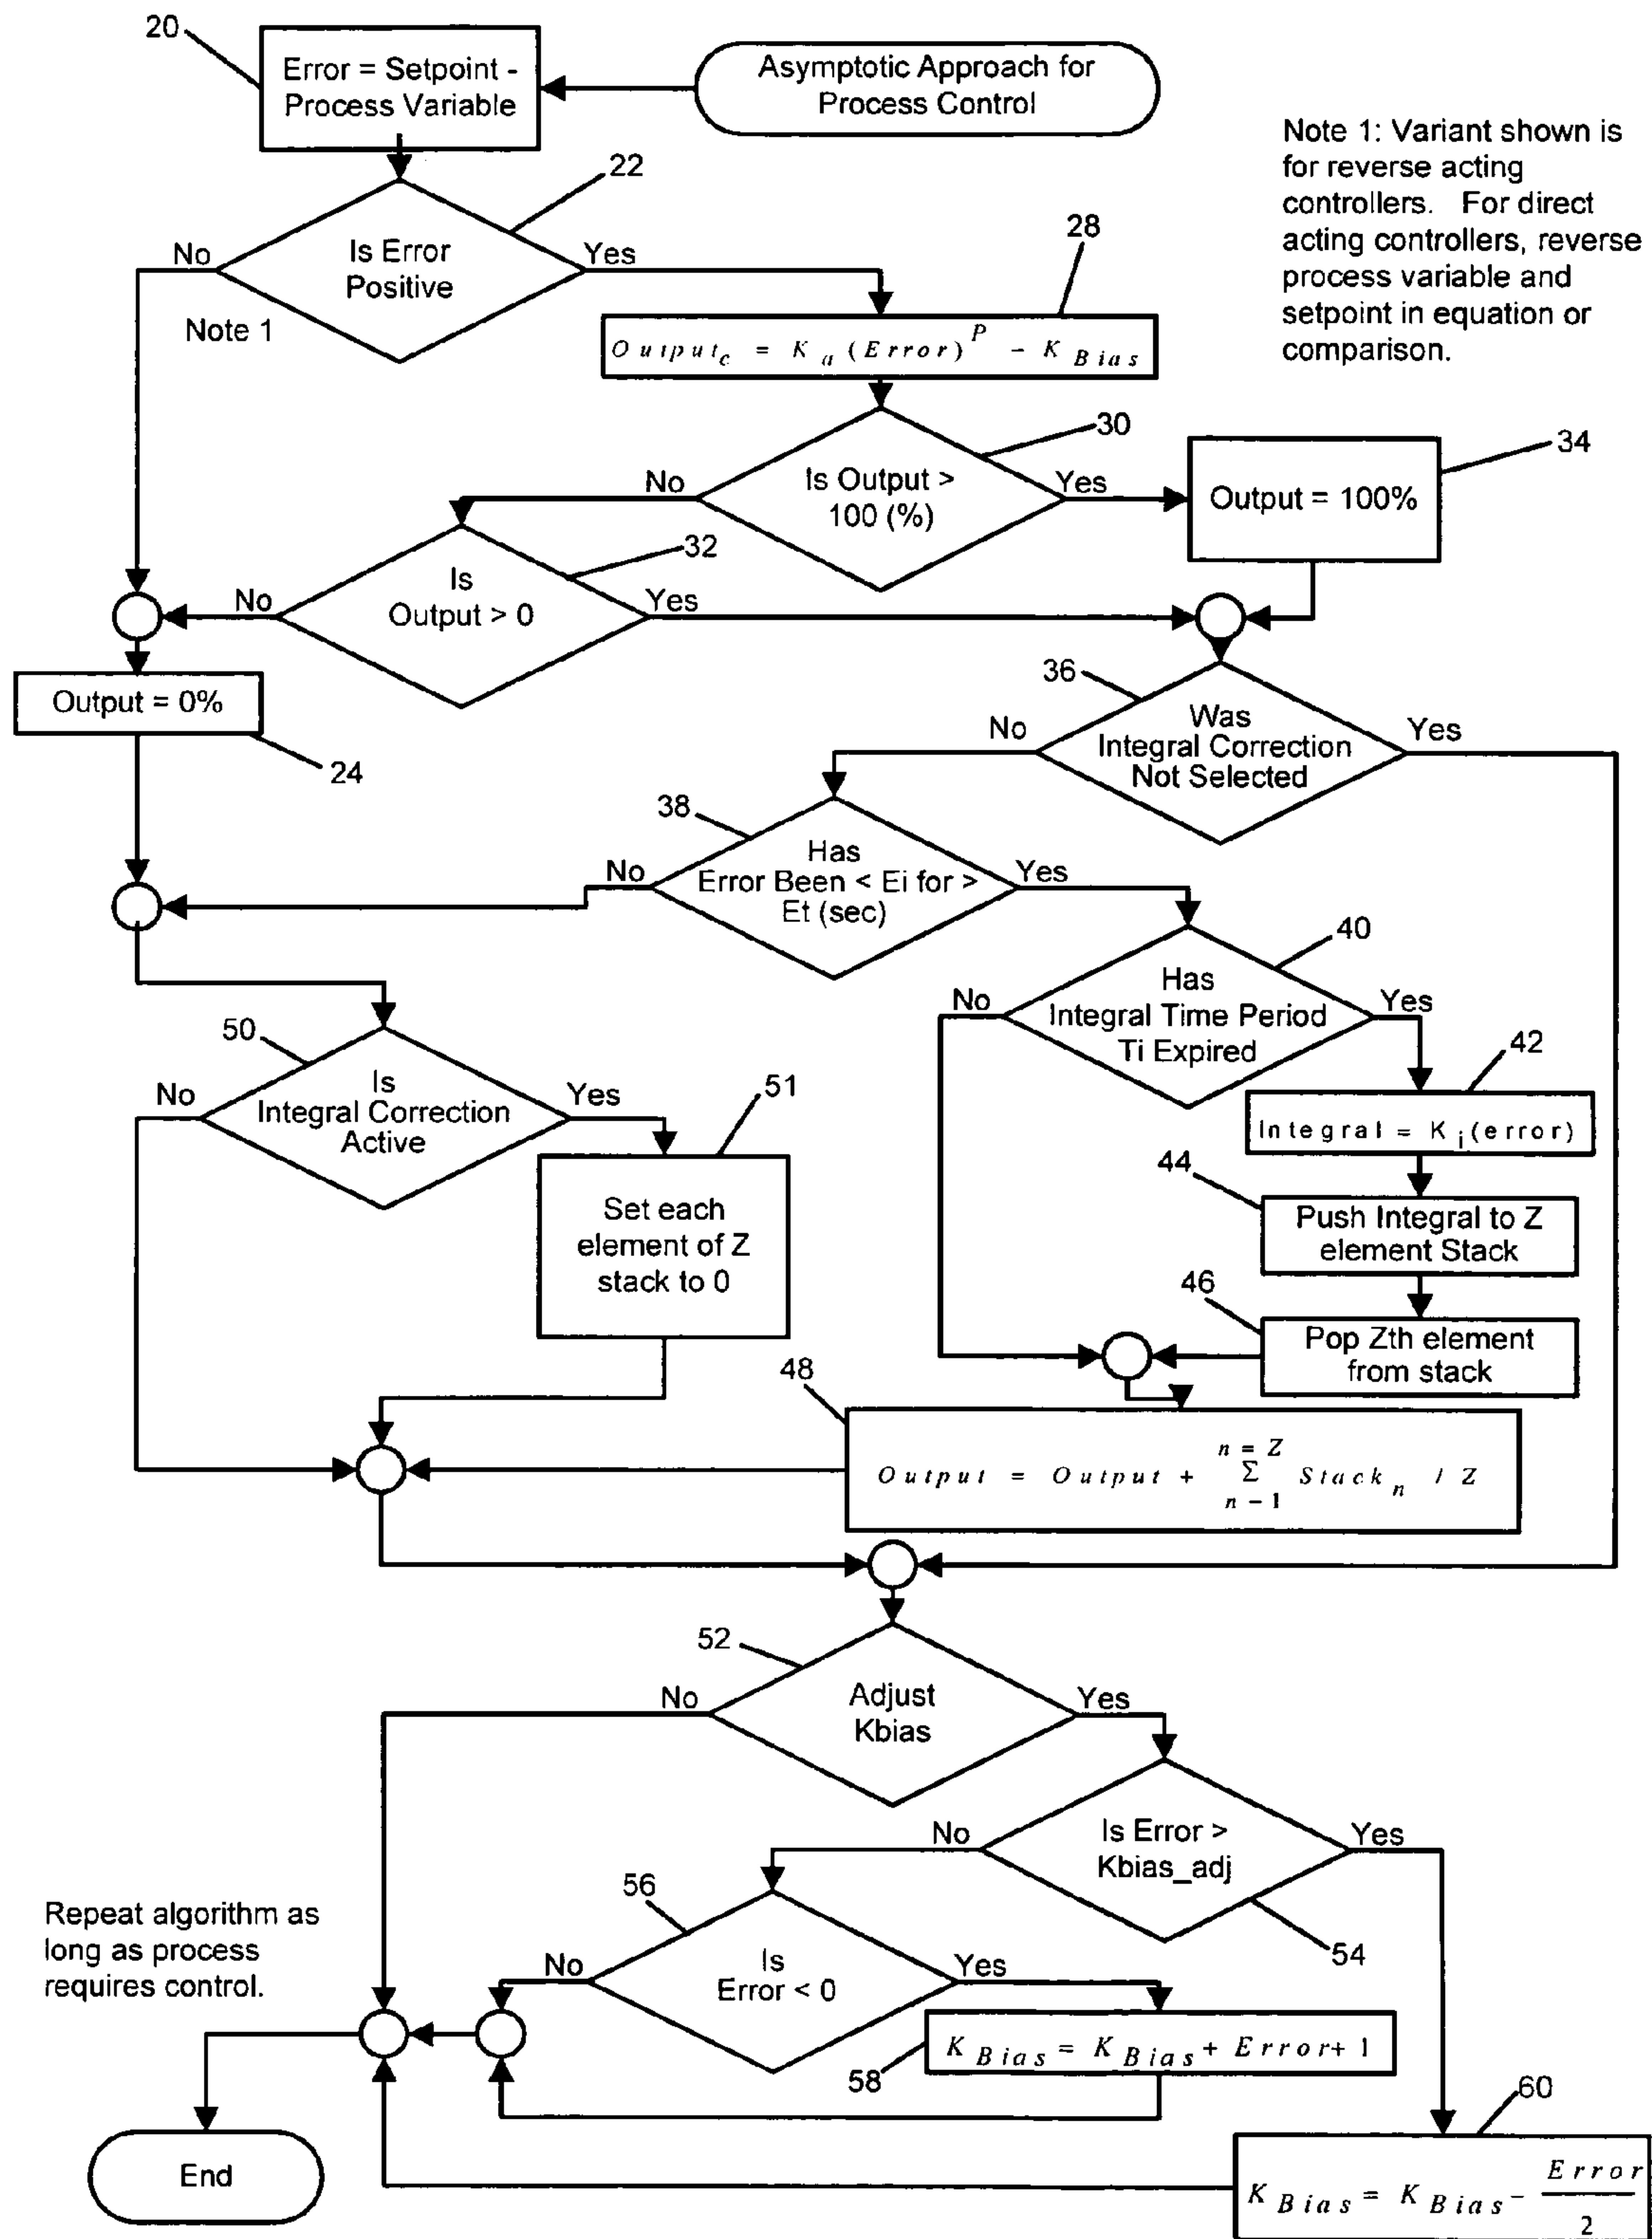 20
Error = Setpoint -
Process Variable
Asymptotic Approach for
Process Control
Note 1: Variant shown is
for reverse acting
controllers. For direct
acting controllers, reverse
process variable and
setpoint in equation or
comparison.
22
No
Is Error
Positive
Yes
Note 1
28
Output_c = K_a (Error)^P - K_Bias
30
No
Is Output >
100 (%)
Yes
34
Output = 100%
32
No
Is
Output > 0
Yes
Output = 0%
24
36
No
Was
Integral Correction
Not Selected
Yes
38
No
Has
Error Been < Ei for >
Et (sec)
Yes
40
No
Has
Integral Time Period
Ti Expired
Yes
42
Integral = K_i(error)
44
Push Integral to Z
element Stack
46
Pop Zth element
from stack
50
No
Is
Integral Correction
Active
Yes
51
Set each
element of Z
stack to 0
48
n = Z
Output = Output + Σ Stack_n / Z
n - 1
52
No
Adjust
Kbias
Yes
No
Is Error >
Kbias_adj
Yes
54
56
No
Is
Error < 0
Yes
Repeat algorithm as
long as process
requires control.
K_Bias = K_Bias + Error+ 1
58
60
K_Bias = K_Bias - Error
2
End